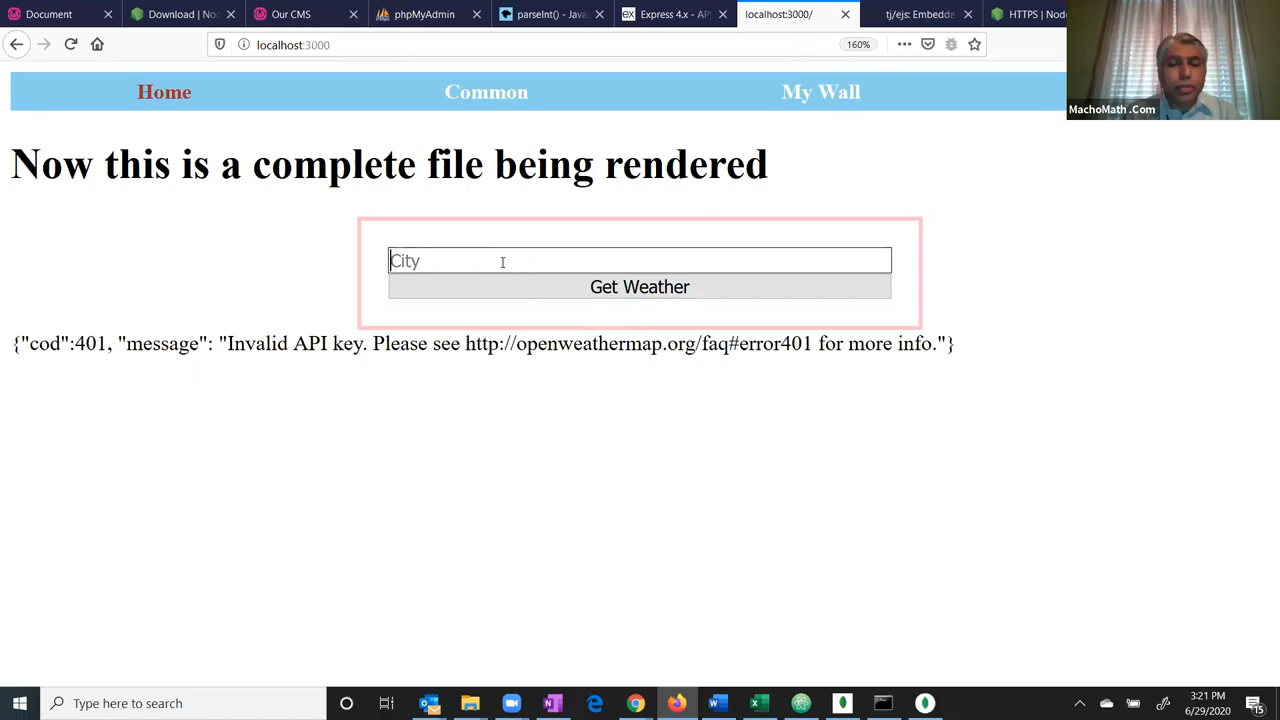 Document
Download | Noc
Our CMS
phpMyAdmin
parseInt() - Java
Express 4.x - API
localhost:3000/
tj/ejs: Embedde
HTTPS | Node
localhost:3000
160%
Home
Common
My Wall
MachoMath .Com
Now this is a complete file being rendered
City
Get Weather
{"cod":401, "message": "Invalid API key. Please see http://openweathermap.org/faq#error401 for more info."}
Type here to search
3:21 PM
6/29/2020
15